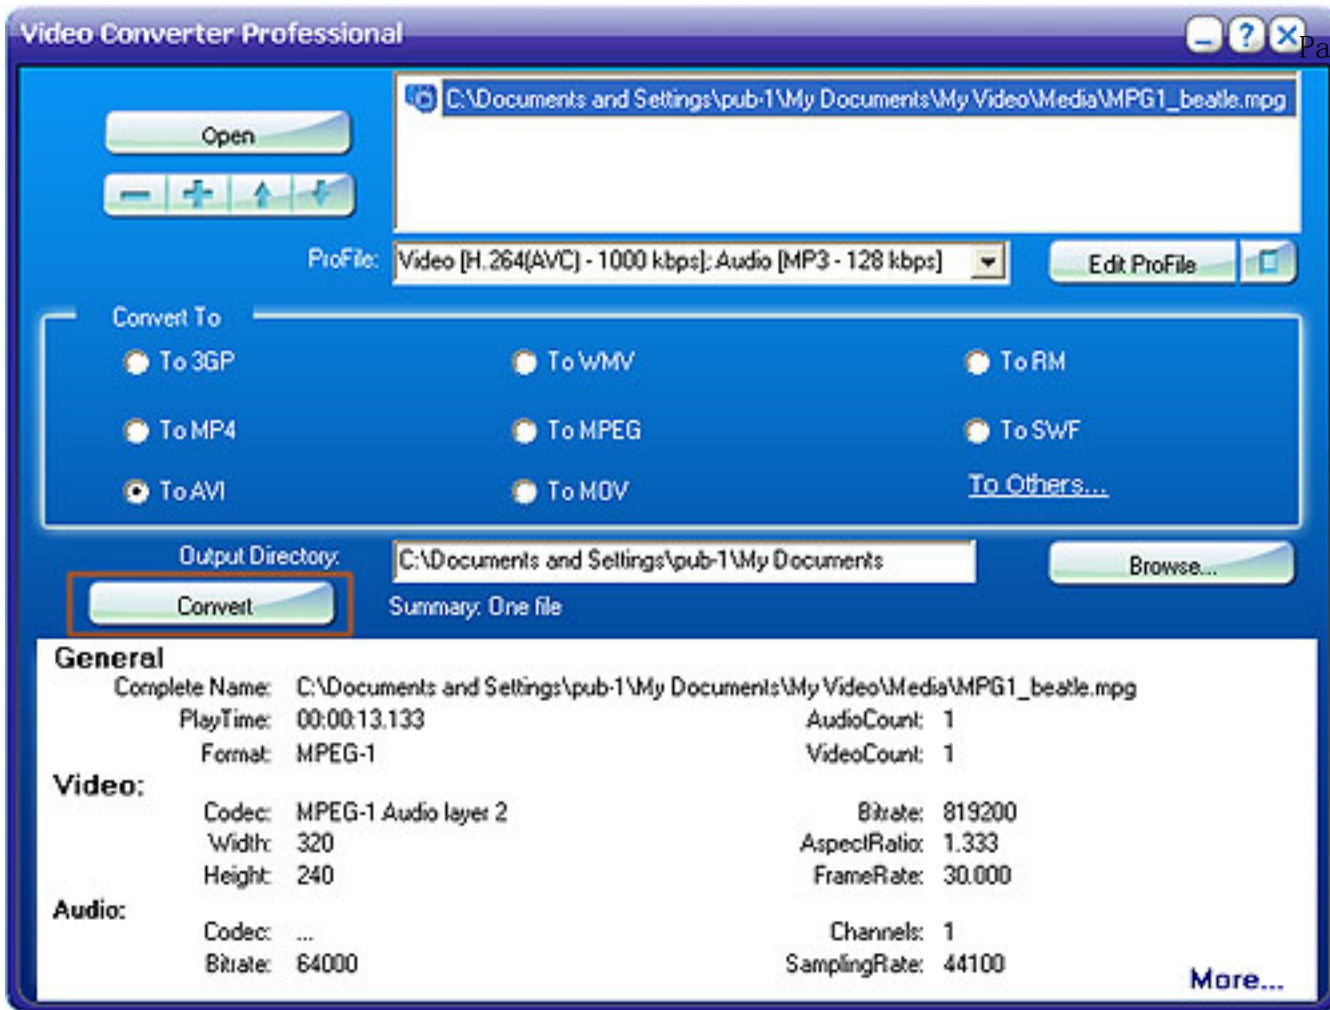 Video Converter Professional
Pa
C:\Documents and Settings\pub-1\My Documents\My Video\Media\MPG1_beatle.mpg
Open
ProFile: Video [H.264(AVC) - 1000 kbps]; Audio [MP3 - 128 kbps] Edit ProFile
Convert To
To 3GP To WMV To RM
To MP4 To MPEG To SWF
To AVI To MOV To Others...
Output Directory: C:\Documents and Settings\pub-1\My Documents Browse...
Convert Summary: One file
General
Complete Name: C:\Documents and Settings\pub-1\My Documents\My Video\Media\MPG1_beatle.mpg
PlayTime: 00:00:13.133 AudioCount: 1
Format: MPEG-1 VideoCount: 1
Video:
Codec: MPEG-1 Audio layer 2 Bitrate: 819200
Width: 320 AspectRatio: 1.333
Height: 240 FrameRate: 30.000
Audio:
Codec: ... Channels: 1
Bitrate: 64000 SamplingRate: 44100
More...